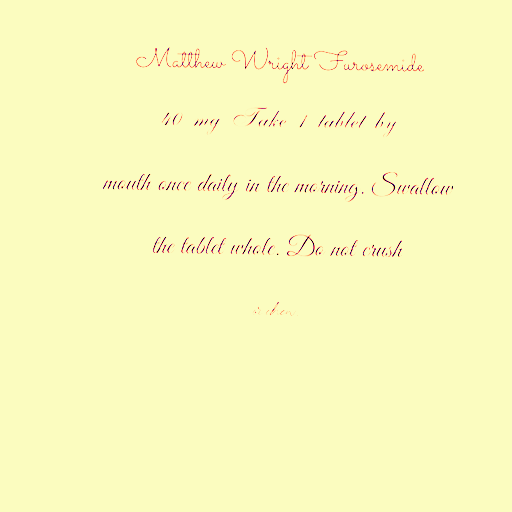 Matthew Wright Furosemide
40 mg Take 1 tablet by
mouth once daily in the morning. Swallow
the tablet whole. Do not crush